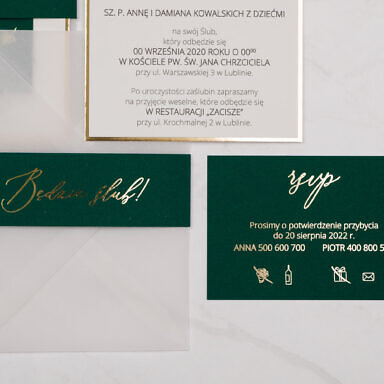 SZ. P. ANNĘ I DAMIANA KOWALSKICH Z DZIEĆMI
na swój Ślub,
który odbędzie się
00 WRZEŚNIA 2020 ROKU O 00⁰⁰
W KOŚCIELE PW. ŚW. JANA CHRZCICIELA
przy ul. Warszawskiej 3 w Lublinie.
Po uroczystości zaślubin zapraszamy
na przyjęcie weselne, które odbędzie się
W RESTAURACJI „ZACISZE”
przy ul. Krochmalnej 2 w Lublinie.
Będzie ślub!
rsvp
Prosimy o potwierdzenie przybycia
do 20 sierpnia 2022 r.
ANNA 500 600 700 PIOTR 400 800 5